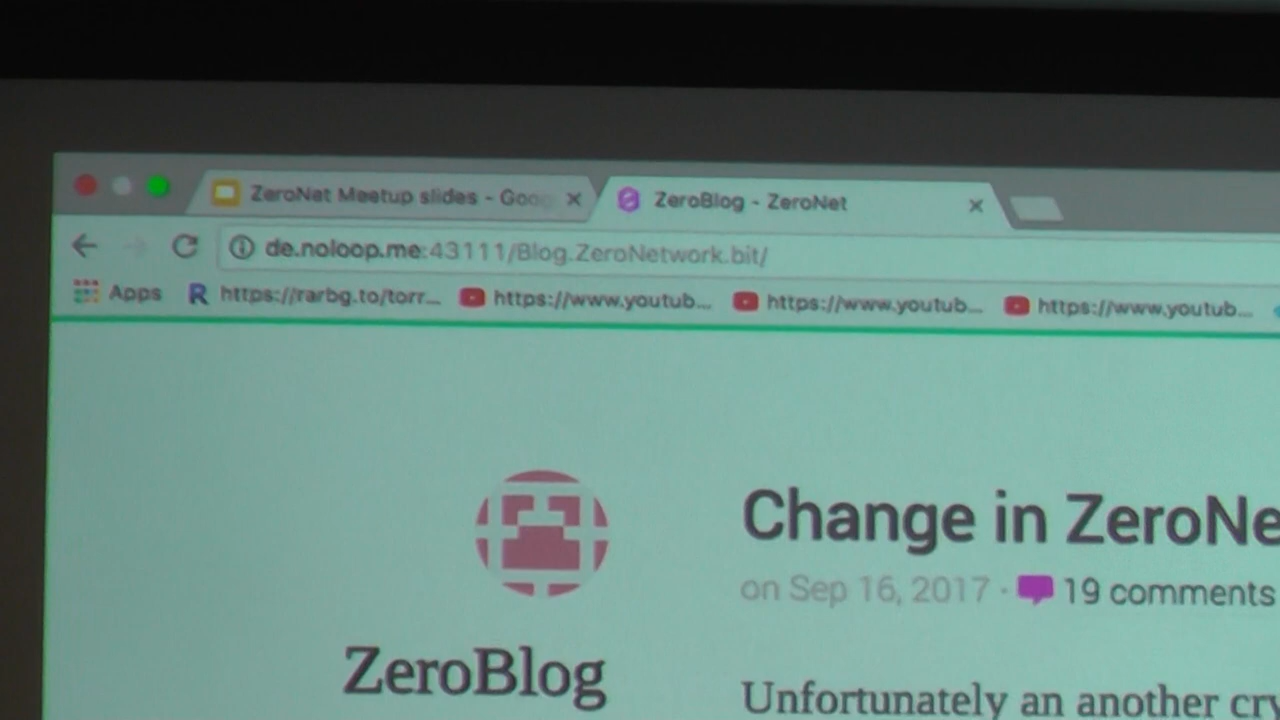 ZeroNet Meetup slides - Goog
ZeroBlog - ZeroNet
de.noloop.me:43111/Blog.ZeroNetwork.bit/
Apps https://rarbg.to/torr... https://www.youtub... https://www.youtub... https://www.youtub...
Change in ZeroNe
on Sep 16, 2017 · 19 comments
ZeroBlog
Unfortunately an another cry